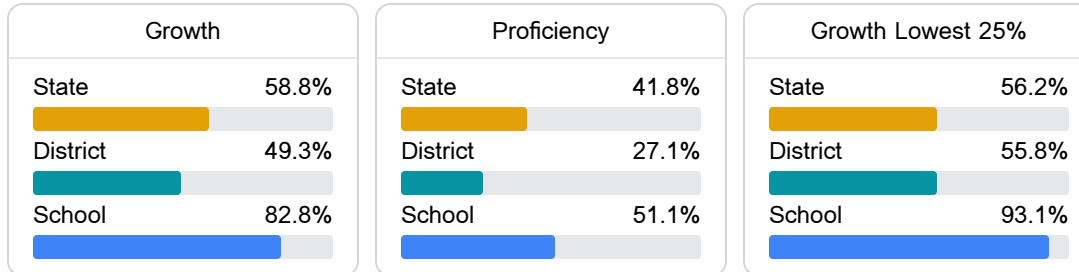 Growth
State 58.8%
District 49.3%
School 82.8%
Proficiency
State 41.8%
District 27.1%
School 51.1%
Growth Lowest 25%
State 56.2%
District 55.8%
School 93.1%